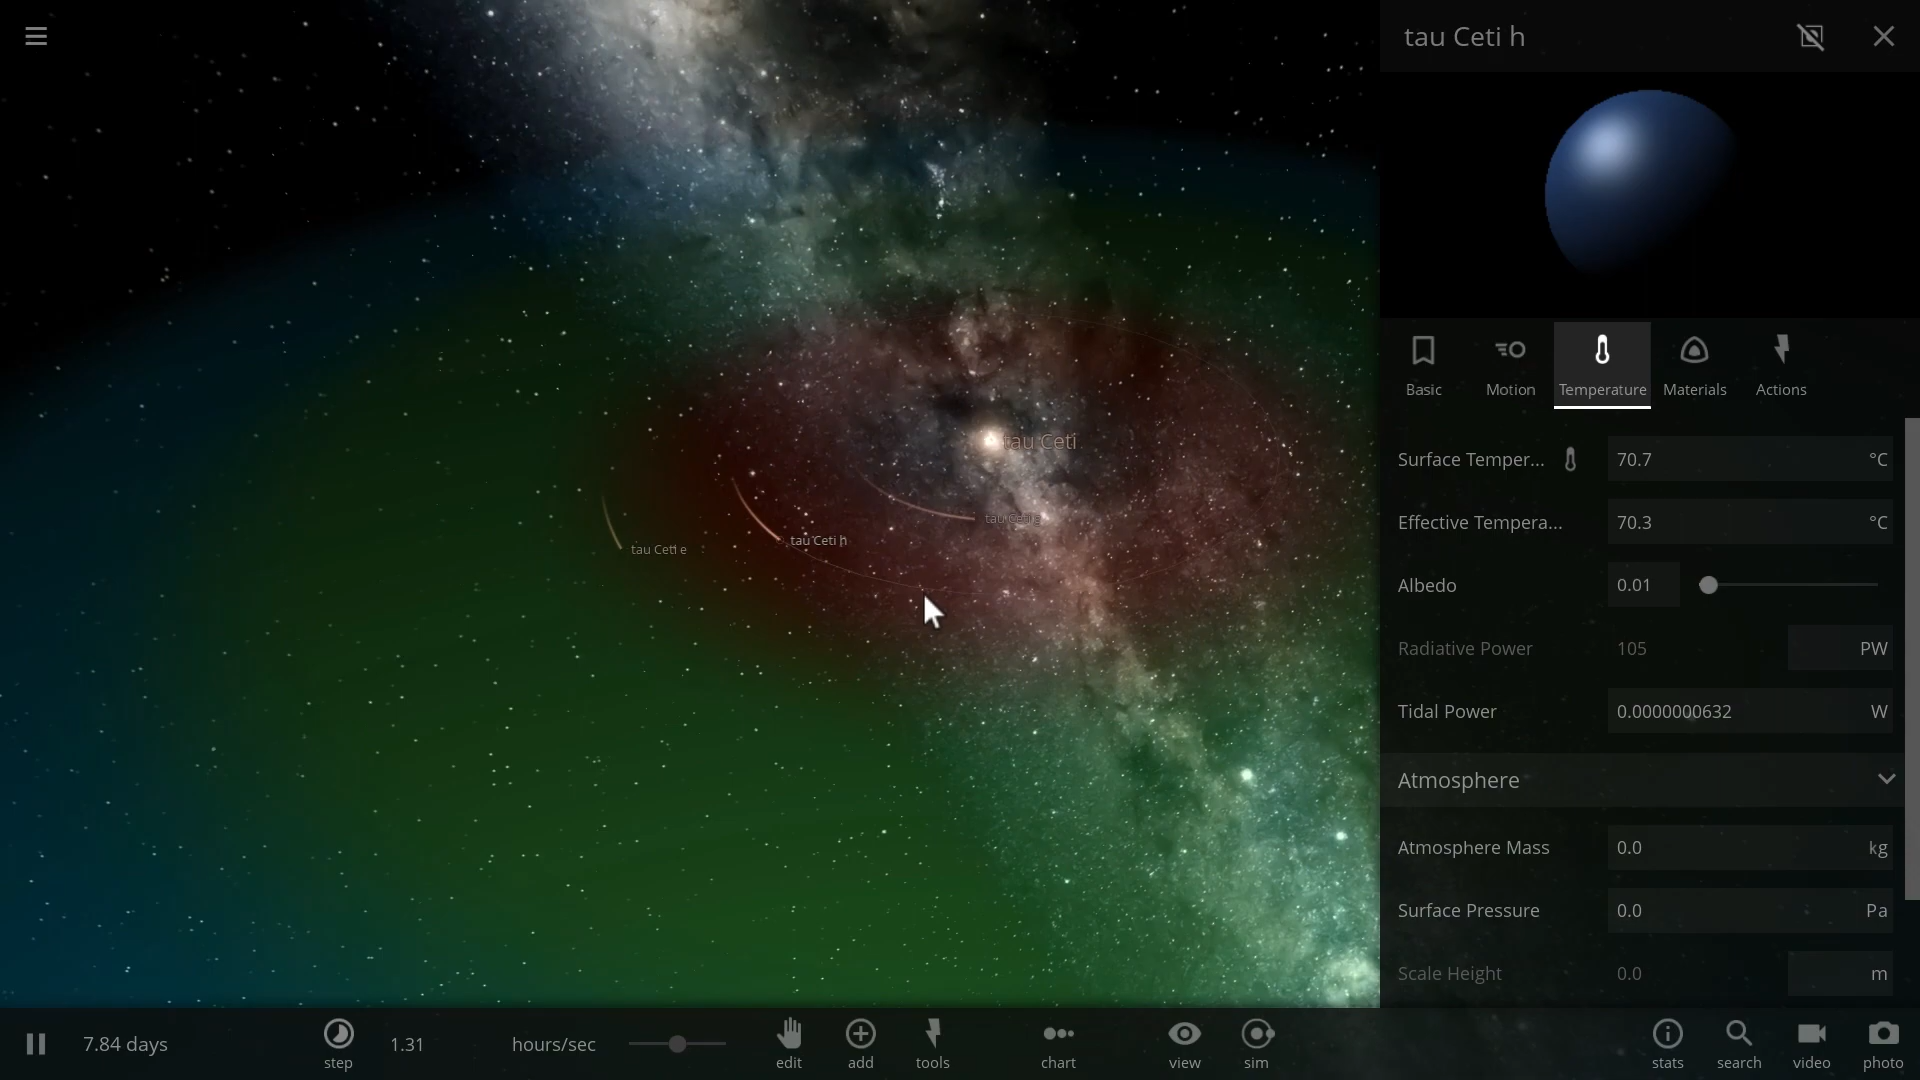 tau Ceti h
Basic
Motion
Temperature
Materials
Actions
tau Ceti
tau Ceti
tau Ceti h
tau Ceti e
Surface Temper... 70.7 °C
Effective Tempera... 70.3 °C
Albedo 0.01
Radiative Power 105 PW
Tidal Power 0.0000000632 W
Atmosphere
Atmosphere Mass 0.0 kg
Surface Pressure 0.0 Pa
Scale Height 0.0 m
7.84 days
step
1.31
hours/sec
edit
add
tools
chart
view
sim
stats
search
video
photo